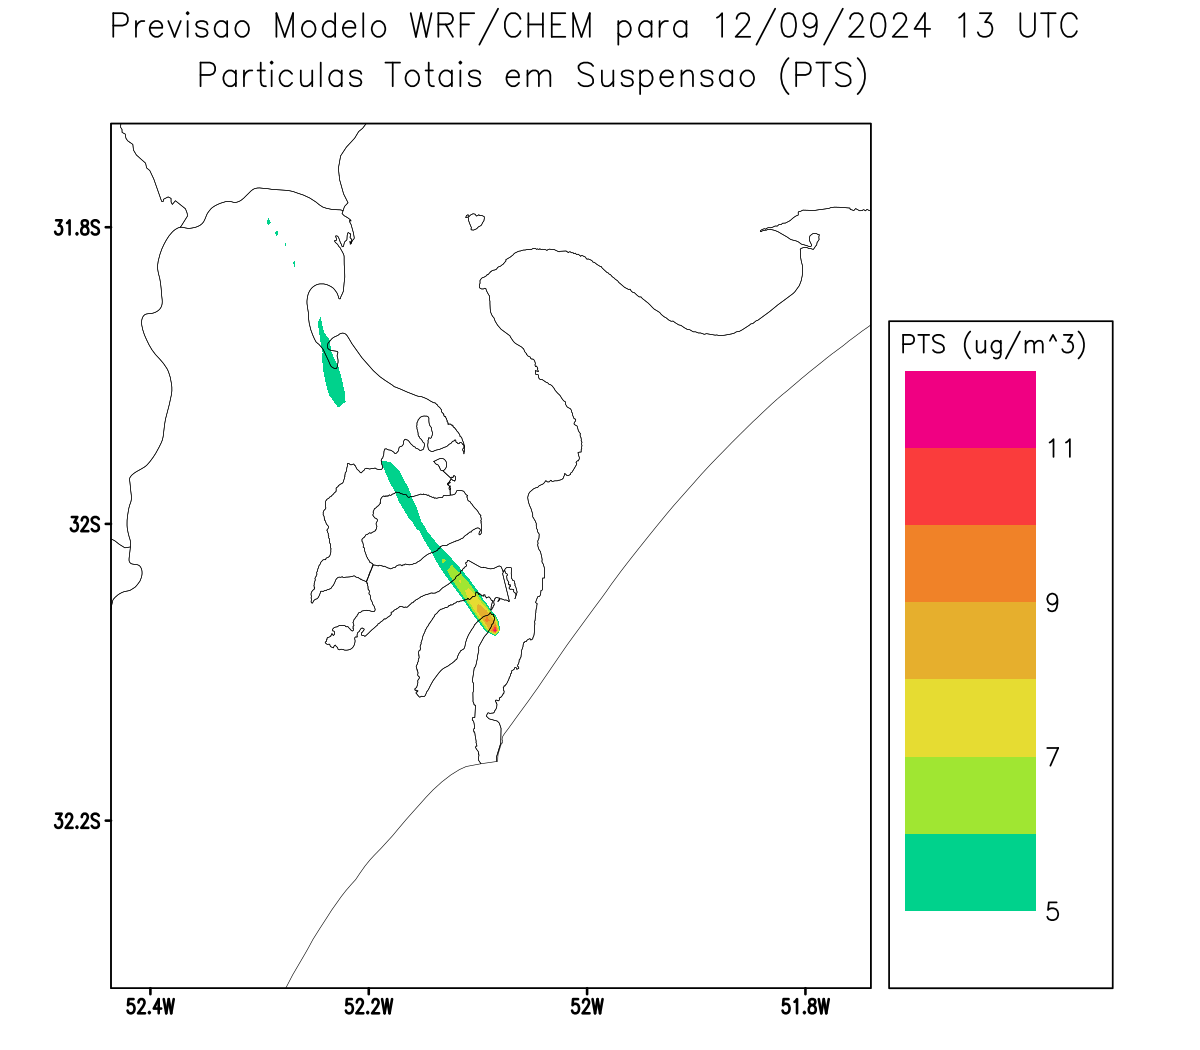 Previsao Modelo WRF/CHEM para 12/09/2024 13 UTC
Particulas Totais em Suspensao (PTS)
31.8S
32S
32.2S
52.4W 52.2W 52W 51.8W
PTS (ug/m^3)
11
9
7
5